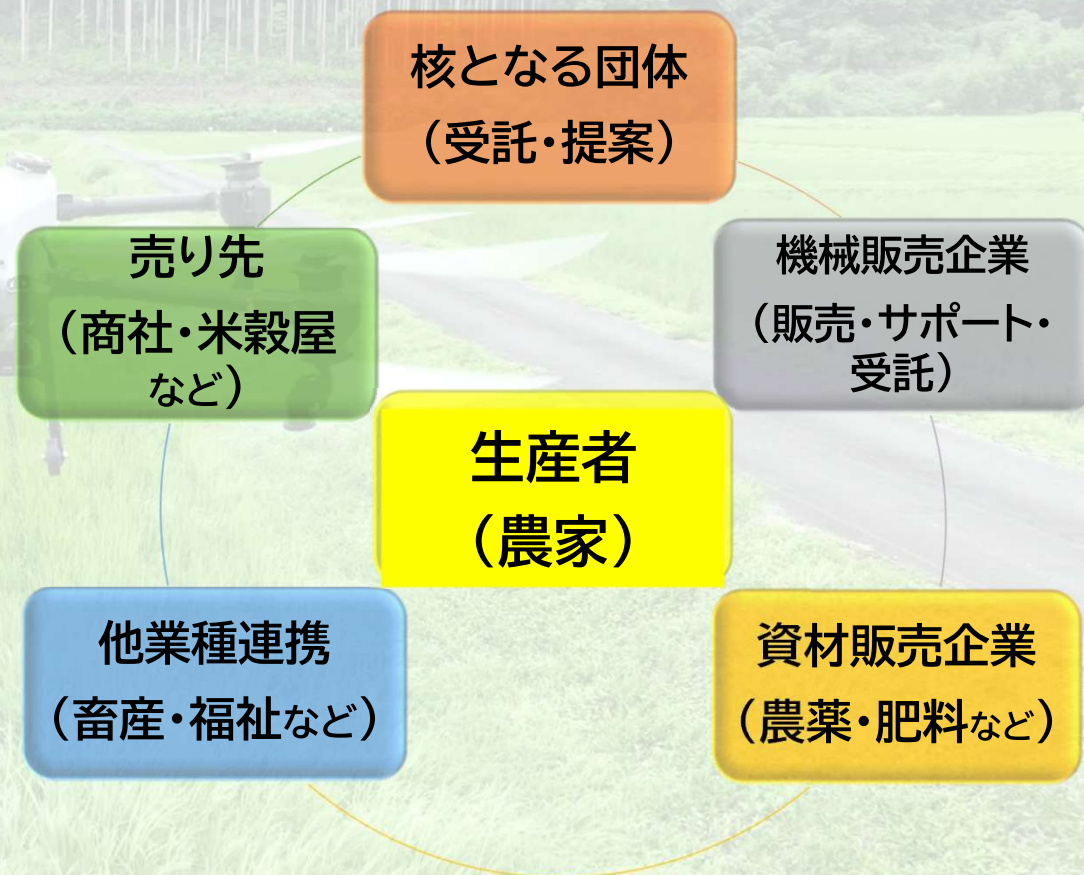 核となる団体
（受託・提案）
売り先
（商社・米穀屋
など）
機械販売企業
（販売・サポート・
受託）
生産者
（農家）
他業種連携
（畜産・福祉など）
資材販売企業
（農薬・肥料など）